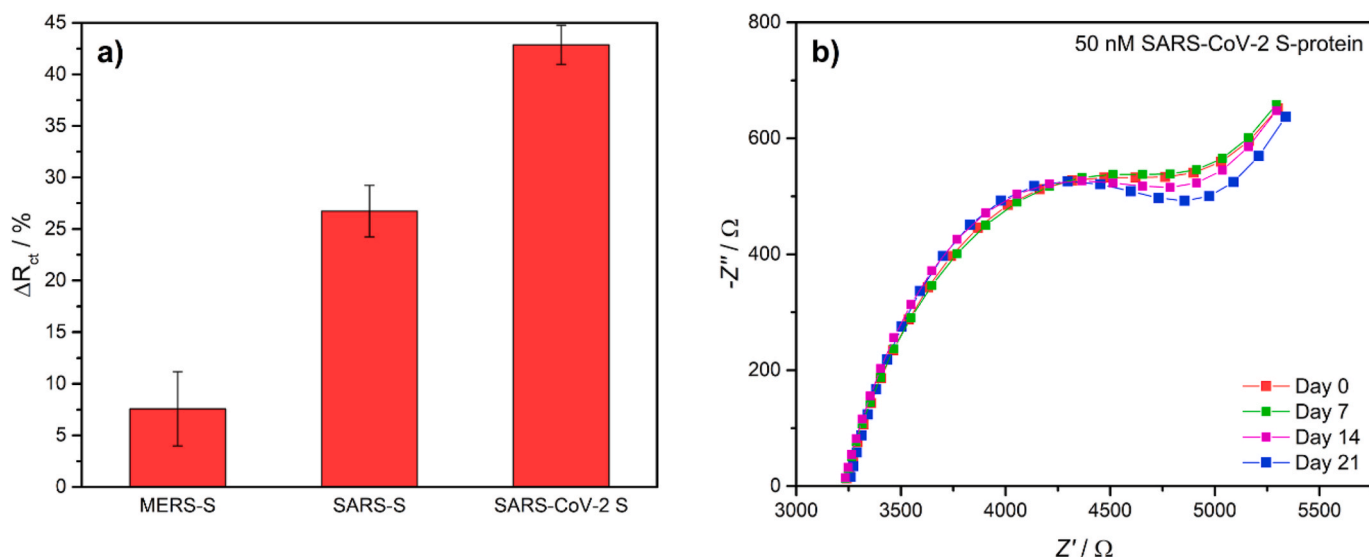 a)
45
40
35
30
25
20
15
10
5
0
ΔRct / %
MERS-S
SARS-S
SARS-CoV-2 S
b)
50 nM SARS-CoV-2 S-protein
800
600
400
200
0
-Z″ / Ω
Day 0
Day 7
Day 14
Day 21
3000 3500 4000 4500 5000 5500
Z′ / Ω